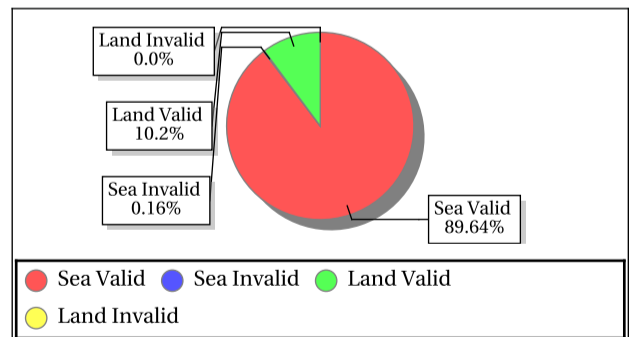 Land Invalid
0.0%
Land Valid
10.2%
Sea Invalid
0.16%
Sea Valid
89.64%
Sea Valid Sea Invalid Land Valid
Land Invalid